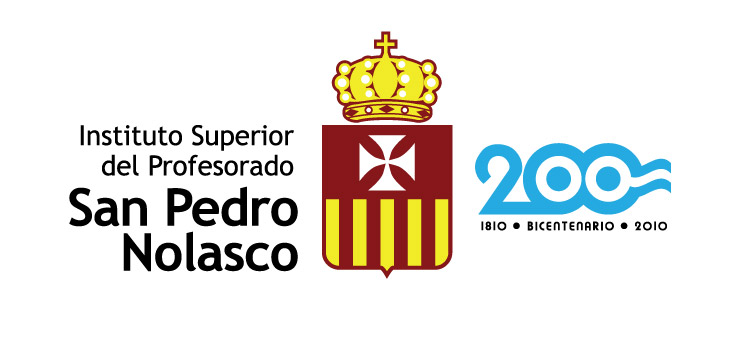 Instituto Superior
del Profesorado
San Pedro
Nolasco
200
1810 • BICENTENARIO • 2010